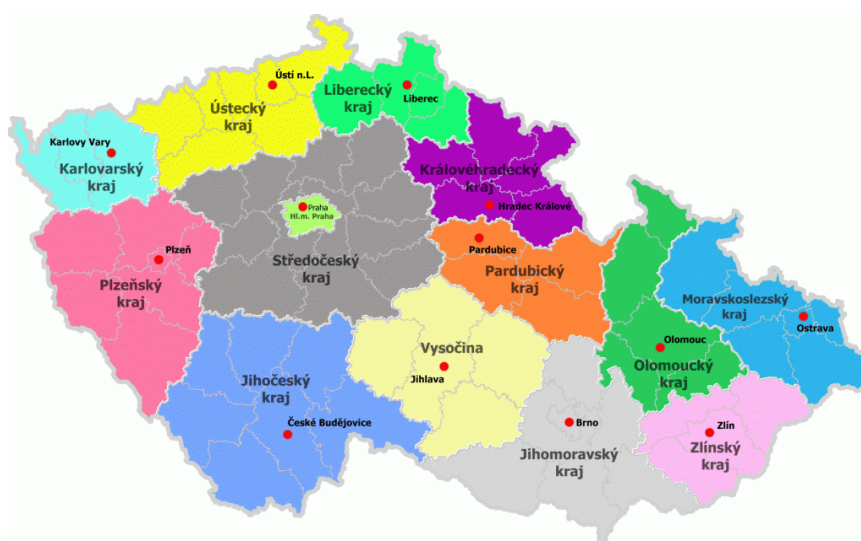 Ústí n.L.
Ústecký
kraj
Liberecký
kraj
Liberec
Karlovy Vary
Karlovarský
kraj
Královéhradecký
kraj
Hradec Králové
Praha
Hl.m. Praha
Středočeský
kraj
Plzeň
Plzeňský
kraj
Pardubice
Pardubický
kraj
Moravskoslezský
kraj
Ostrava
Olomouc
Olomoucký
kraj
Vysočina
Jihlava
Jihočeský
kraj
České Budějovice
Brno
Jihomoravský
kraj
Zlín
Zlínský
kraj